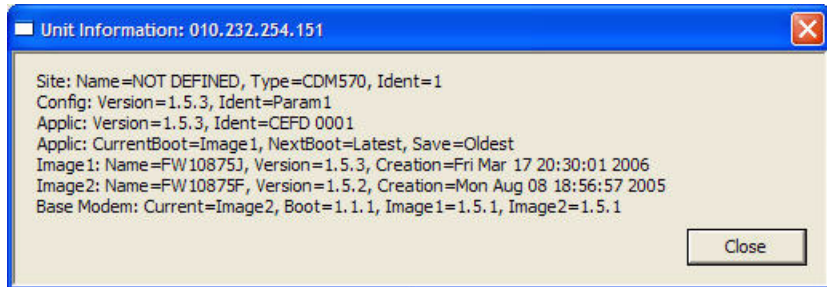 Unit Information: 010.232.254.151
Site: Name=NOT DEFINED, Type=CDM570, Ident=1
Config: Version=1.5.3, Ident=Param1
Applic: Version=1.5.3, Ident=CEFD 0001
Applic: CurrentBoot=Image1, NextBoot=Latest, Save=Oldest
Image1: Name=FW10875J, Version=1.5.3, Creation=Fri Mar 17 20:30:01 2006
Image2: Name=FW10875F, Version=1.5.2, Creation=Mon Aug 08 18:56:57 2005
Base Modem: Current=Image2, Boot=1.1.1, Image1=1.5.1, Image2=1.5.1
Close